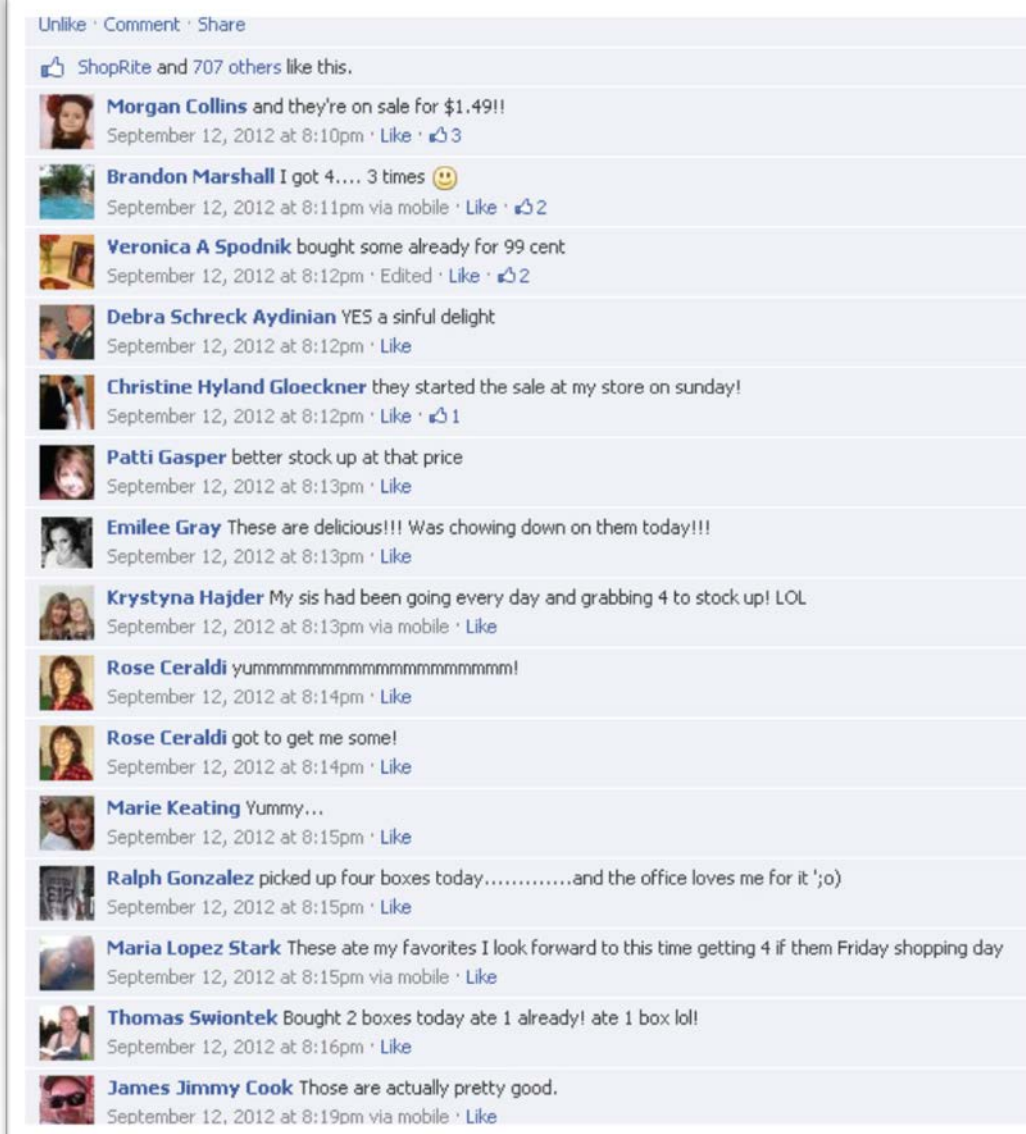 Unlike · Comment · Share
ShopRite and 707 others like this.
Morgan Collins and they're on sale for $1.49!!
September 12, 2012 at 8:10pm · Like · 3
Brandon Marshall I got 4.... 3 times
September 12, 2012 at 8:11pm via mobile · Like · 2
Veronica A Spodnik bought some already for 99 cent
September 12, 2012 at 8:12pm · Edited · Like · 2
Debra Schreck Aydinian YES a sinful delight
September 12, 2012 at 8:12pm · Like
Christine Hyland Gloeckner they started the sale at my store on sunday!
September 12, 2012 at 8:12pm · Like · 1
Patti Gasper better stock up at that price
September 12, 2012 at 8:13pm · Like
Emilee Gray These are delicious!!! Was chowing down on them today!!!
September 12, 2012 at 8:13pm · Like
Krystyna Hajder My sis had been going every day and grabbing 4 to stock up! LOL
September 12, 2012 at 8:13pm via mobile · Like
Rose Ceraldi yummmmmmmmmmmmmmmmmmm!
September 12, 2012 at 8:14pm · Like
Rose Ceraldi got to get me some!
September 12, 2012 at 8:14pm · Like
Marie Keating Yummy...
September 12, 2012 at 8:15pm · Like
Ralph Gonzalez picked up four boxes today.............and the office loves me for it ';o)
September 12, 2012 at 8:15pm · Like
Maria Lopez Stark These ate my favorites I look forward to this time getting 4 if them Friday shopping day
September 12, 2012 at 8:15pm via mobile · Like
Thomas Swiontek Bought 2 boxes today ate 1 already! ate 1 box lol!
September 12, 2012 at 8:16pm · Like
James Jimmy Cook Those are actually pretty good.
September 12, 2012 at 8:19pm via mobile · Like